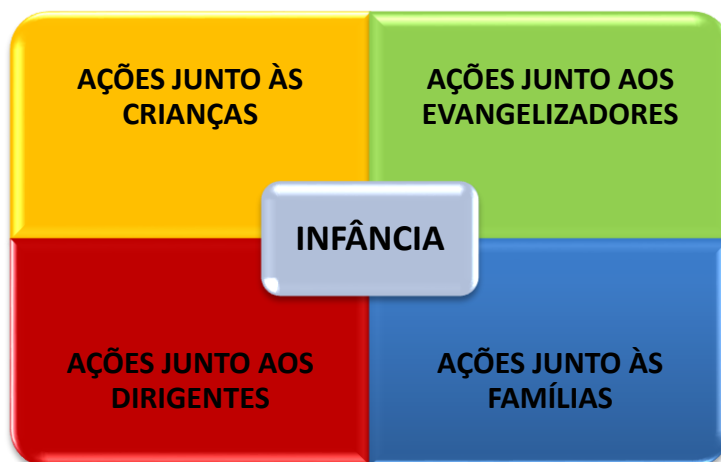 AÇÕES JUNTO ÀS
CRIANÇAS
AÇÕES JUNTO AOS
EVANGELIZADORES
INFÂNCIA
AÇÕES JUNTO AOS
DIRIGENTES
AÇÕES JUNTO ÀS
FAMÍLIAS